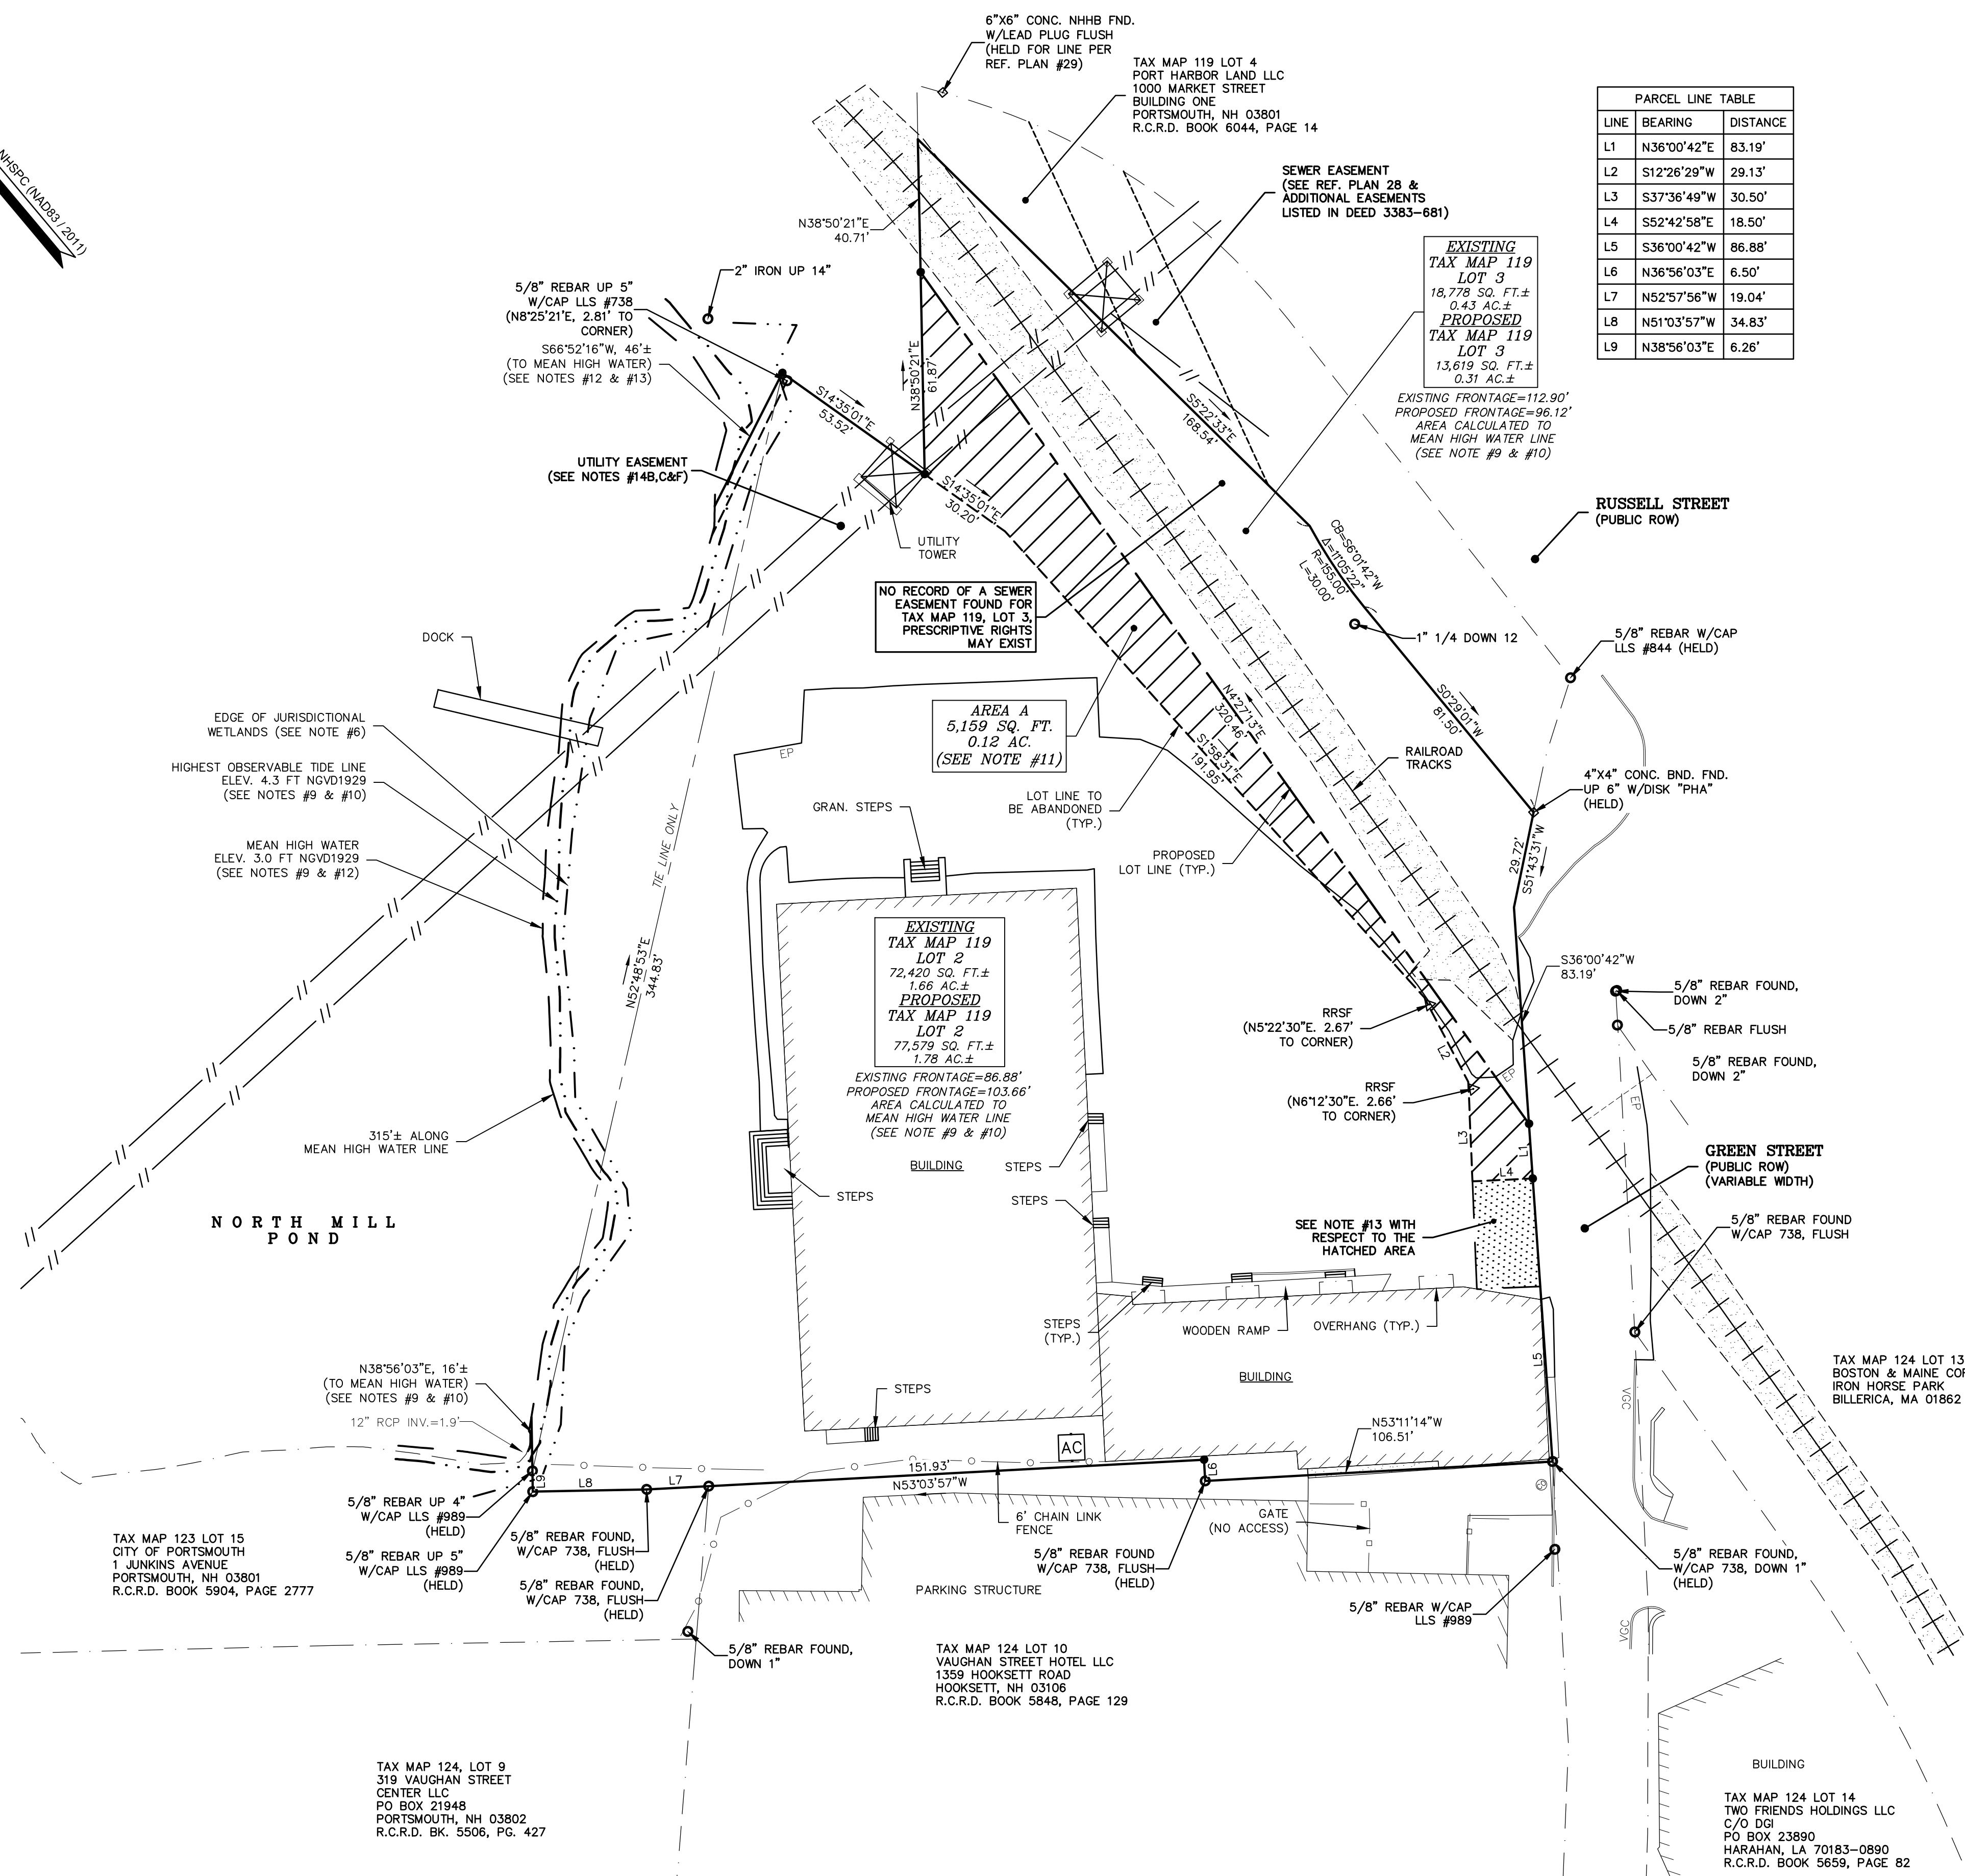 6"X6" CONC. NHHB FND.
W/LEAD PLUG FLUSH
(HELD FOR LINE PER
REF. PLAN #29)
TAX MAP 119 LOT 4
PORT HARBOR LAND LLC
1000 MARKET STREET
BUILDING ONE
PORTSMOUTH, NH 03801
R.C.R.D. BOOK 6044, PAGE 14
PARCEL LINE TABLE
LINE BEARING DISTANCE
L1 N36°00'42"E 83.19'
L2 S12°26'29"W 29.13'
L3 S37°36'49"W 30.50'
L4 S52°42'58"E 18.50'
L5 S36°00'42"W 86.88'
L6 N36°56'03"E 6.50'
L7 N52°57'56"W 19.04'
L8 N51°03'57"W 34.83'
L9 N38°56'03"E 6.26'
NHSPC (NAD83 / 2011)
SEWER EASEMENT
(SEE REF. PLAN 28 &
ADDITIONAL EASEMENTS
LISTED IN DEED 3383-681)
N38°50'21"E
40.71'
2" IRON UP 14"
5/8" REBAR UP 5"
W/CAP LLS #738
(N8°25'21'E, 2.81' TO
CORNER)
S66°52'16"W, 46'±
(TO MEAN HIGH WATER)
(SEE NOTES #12 & #13)
EXISTING
TAX MAP 119
LOT 3
18,778 SQ. FT.±
0.43 AC.±
PROPOSED
TAX MAP 119
LOT 3
13,619 SQ. FT.±
0.31 AC.±
EXISTING FRONTAGE=112.90'
PROPOSED FRONTAGE=96.12'
AREA CALCULATED TO
MEAN HIGH WATER LINE
(SEE NOTE #9 & #10)
N38°50'21"E
61.87'
S14°35'01"E
53.52'
S5°22'33"E
168.54'
UTILITY EASEMENT
(SEE NOTES #14B,C&F)
S14°35'01"E
30.20'
UTILITY
TOWER
RUSSELL STREET
(PUBLIC ROW)
CB=S6°01'42"W
Δ=11°05'22"
R=155.00'
L=30.00'
NO RECORD OF A SEWER
EASEMENT FOUND FOR
TAX MAP 119, LOT 3,
PRESCRIPTIVE RIGHTS
MAY EXIST
1" 1/4 DOWN 12
5/8" REBAR W/CAP
LLS #844 (HELD)
DOCK
S0°29'01"W
81.50'
EDGE OF JURISDICTIONAL
WETLANDS (SEE NOTE #6)
AREA A
5,159 SQ. FT.
0.12 AC.
(SEE NOTE #11)
N4°27'13"E
320.46'
S1°58'31"E
191.95'
EP
RAILROAD
TRACKS
HIGHEST OBSERVABLE TIDE LINE
ELEV. 4.3 FT NGVD1929
(SEE NOTES #9 & #10)
4"X4" CONC. BND. FND.
UP 6" W/DISK "PHA"
(HELD)
GRAN. STEPS
LOT LINE TO
BE ABANDONED
(TYP.)
TIE LINE ONLY
MEAN HIGH WATER
ELEV. 3.0 FT NGVD1929
(SEE NOTES #9 & #12)
PROPOSED
LOT LINE (TYP.)
29.72'
S51°43'31"W
N52°48'53"E
344.83'
EXISTING
TAX MAP 119
LOT 2
72,420 SQ. FT.±
1.66 AC.±
PROPOSED
TAX MAP 119
LOT 2
77,579 SQ. FT.±
1.78 AC.±
EXISTING FRONTAGE=86.88'
PROPOSED FRONTAGE=103.66'
AREA CALCULATED TO
MEAN HIGH WATER LINE
(SEE NOTE #9 & #10)
BUILDING
S36°00'42"W
83.19'
5/8" REBAR FOUND,
DOWN 2"
5/8" REBAR FLUSH
5/8" REBAR FOUND,
DOWN 2"
RRSF
(N5°22'30"E. 2.67'
TO CORNER)
L2
EP
EP
RRSF
(N6°12'30"E. 2.66'
TO CORNER)
L3
L1
L4
315'± ALONG
MEAN HIGH WATER LINE
STEPS
STEPS
STEPS
GREEN STREET
(PUBLIC ROW)
(VARIABLE WIDTH)
NORTH MILL
POND
SEE NOTE #13 WITH
RESPECT TO THE
HATCHED AREA
5/8" REBAR FOUND
W/CAP 738, FLUSH
STEPS
(TYP.)
WOODEN RAMP
OVERHANG (TYP.)
L5
BUILDING
N38°56'03"E, 16'±
(TO MEAN HIGH WATER)
(SEE NOTES #9 & #10)
12" RCP INV.=1.9'
STEPS
VGC
TAX MAP 124 LOT 13
BOSTON & MAINE
IRON HORSE PARK
BILLERICA, MA 01862
AC
N53°11'14"W
106.51'
L9
L8
L7
151.93'
N53°03'57"W
L6
5/8" REBAR UP 4"
W/CAP LLS #989
(HELD)
5/8" REBAR UP 5"
W/CAP LLS #989
(HELD)
5/8" REBAR FOUND,
W/CAP 738, FLUSH
(HELD)
5/8" REBAR FOUND,
W/CAP 738, FLUSH
(HELD)
6' CHAIN LINK
FENCE
GATE
(NO ACCESS)
5/8" REBAR FOUND
W/CAP 738, FLUSH
(HELD)
5/8" REBAR FOUND,
W/CAP 738, DOWN 1"
(HELD)
TAX MAP 123 LOT 15
CITY OF PORTSMOUTH
1 JUNKINS AVENUE
PORTSMOUTH, NH 03801
R.C.R.D. BOOK 5904, PAGE 2777
PARKING STRUCTURE
5/8" REBAR W/CAP
LLS #989
VGC
5/8" REBAR FOUND,
DOWN 1"
TAX MAP 124 LOT 10
VAUGHAN STREET HOTEL LLC
1359 HOOKSETT ROAD
HOOKSETT, NH 03106
R.C.R.D. BOOK 5848, PAGE 129
TAX MAP 124, LOT 9
319 VAUGHAN STREET
CENTER LLC
PO BOX 21948
PORTSMOUTH, NH 03802
R.C.R.D. BK. 5506, PG. 427
BUILDING
TAX MAP 124 LOT 14
TWO FRIENDS HOLDINGS LLC
C/O DGI
PO BOX 23890
HARAHAN, LA 70183-0890
R.C.R.D. BOOK 5659, PAGE 82